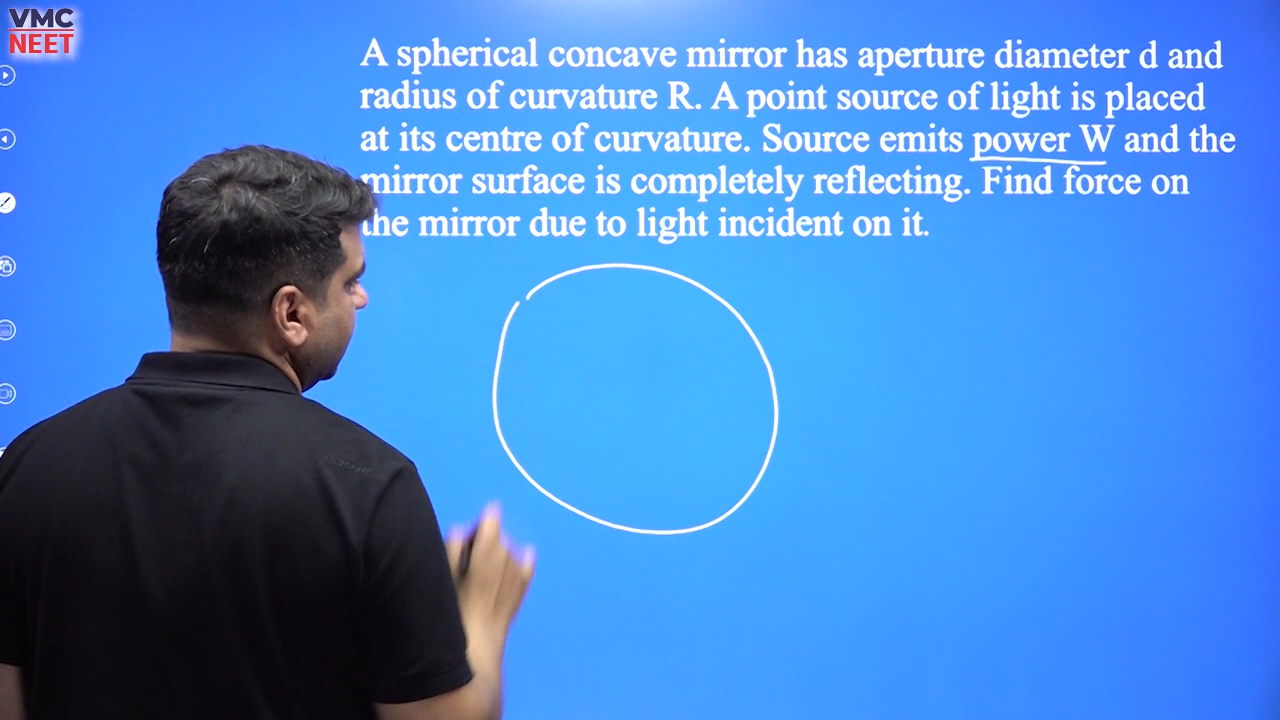 VMC
NEET
A spherical concave mirror has aperture diameter d and
radius of curvature R. A point source of light is placed
at its centre of curvature. Source emits power W and the
mirror surface is completely reflecting. Find force on
the mirror due to light incident on it.